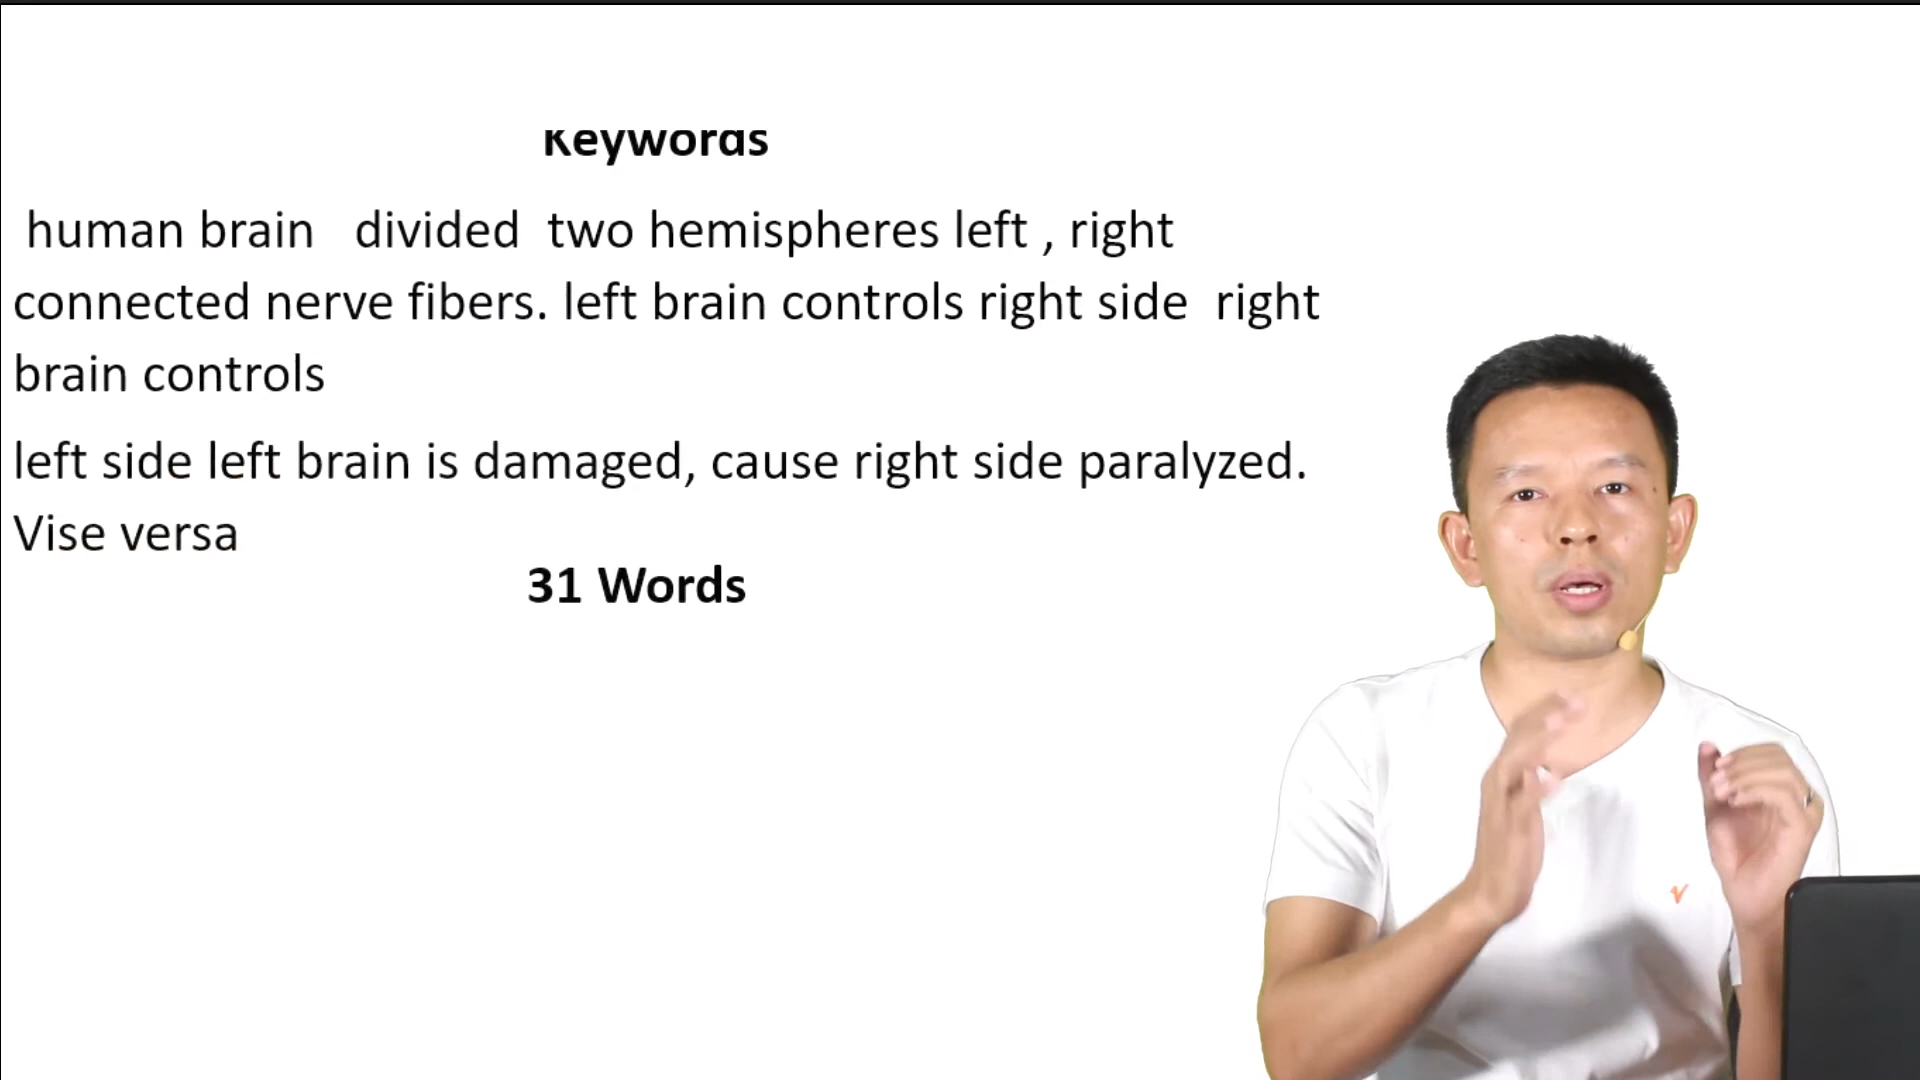 Keywords
human brain divided two hemispheres left , right
connected nerve fibers. left brain controls right side right
brain controls
left side left brain is damaged, cause right side paralyzed.
Vise versa
31 Words